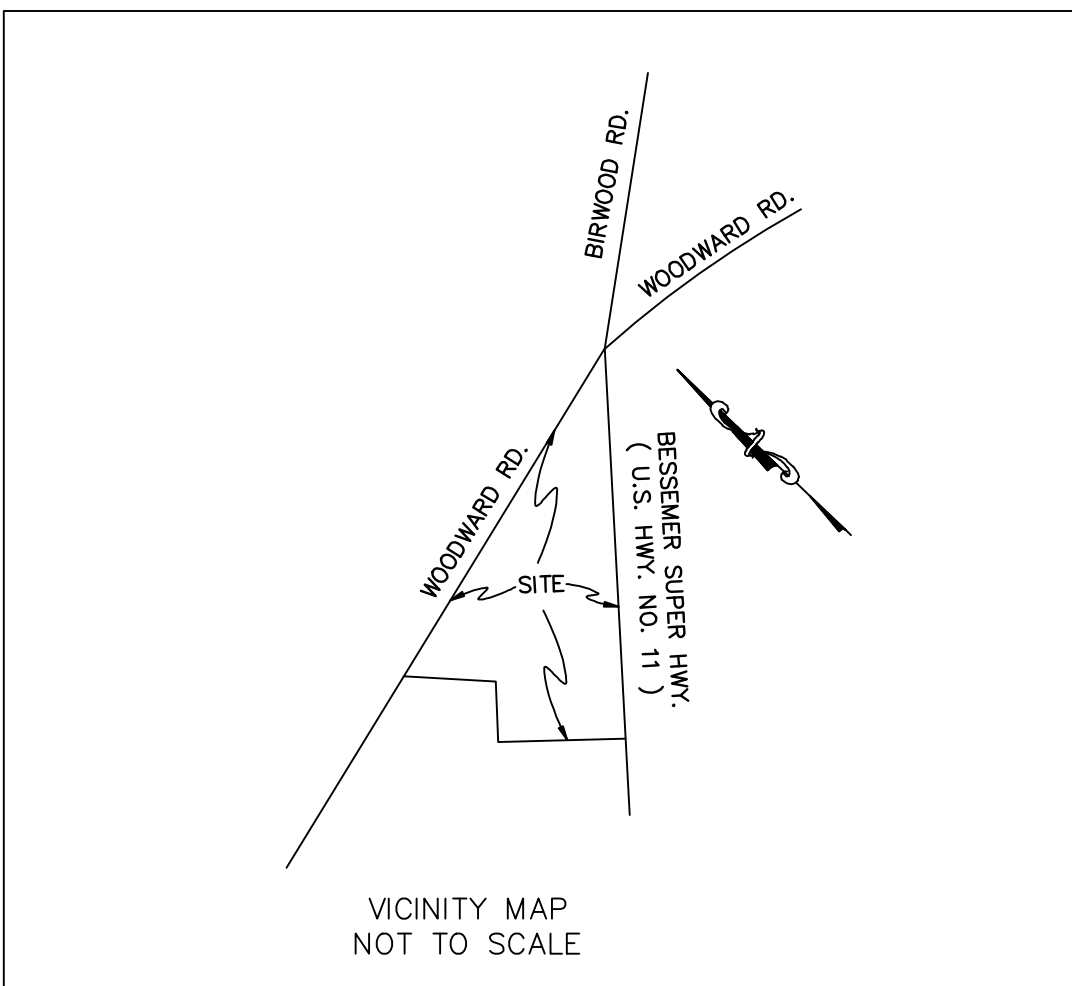 BIRWOOD RD.
WOODWARD RD.
WOODWARD RD.
BESSEMER SUPER HWY.
( U.S. HWY. NO. 11 )
SITE
VICINITY MAP
NOT TO SCALE